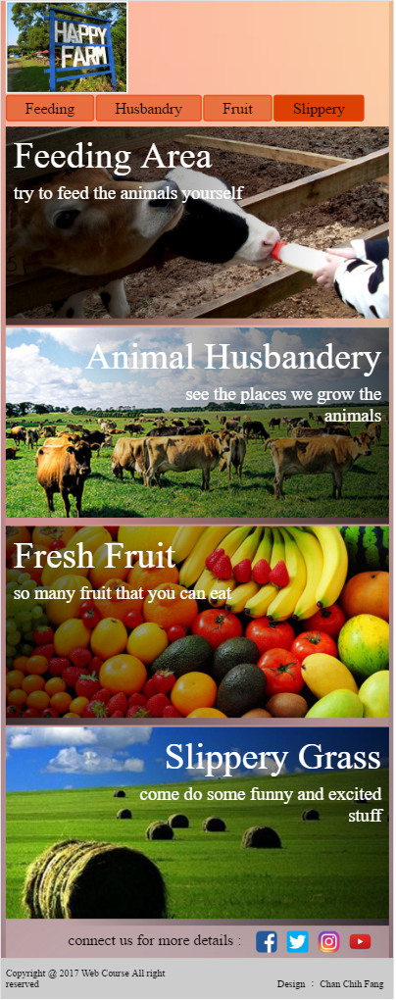 HAPPY
FARM
Feeding
Husbandry
Fruit
Slippery
Feeding Area
try to feed the animals yourself
Animal Husbandery
see the places we grow the
animals
Fresh Fruit
so many fruit that you can eat
Slippery Grass
come do some funny and excited
stuff
connect us for more details :
Copyright @ 2017 Web Course All right
reserved
Design : Chan Chih Fang